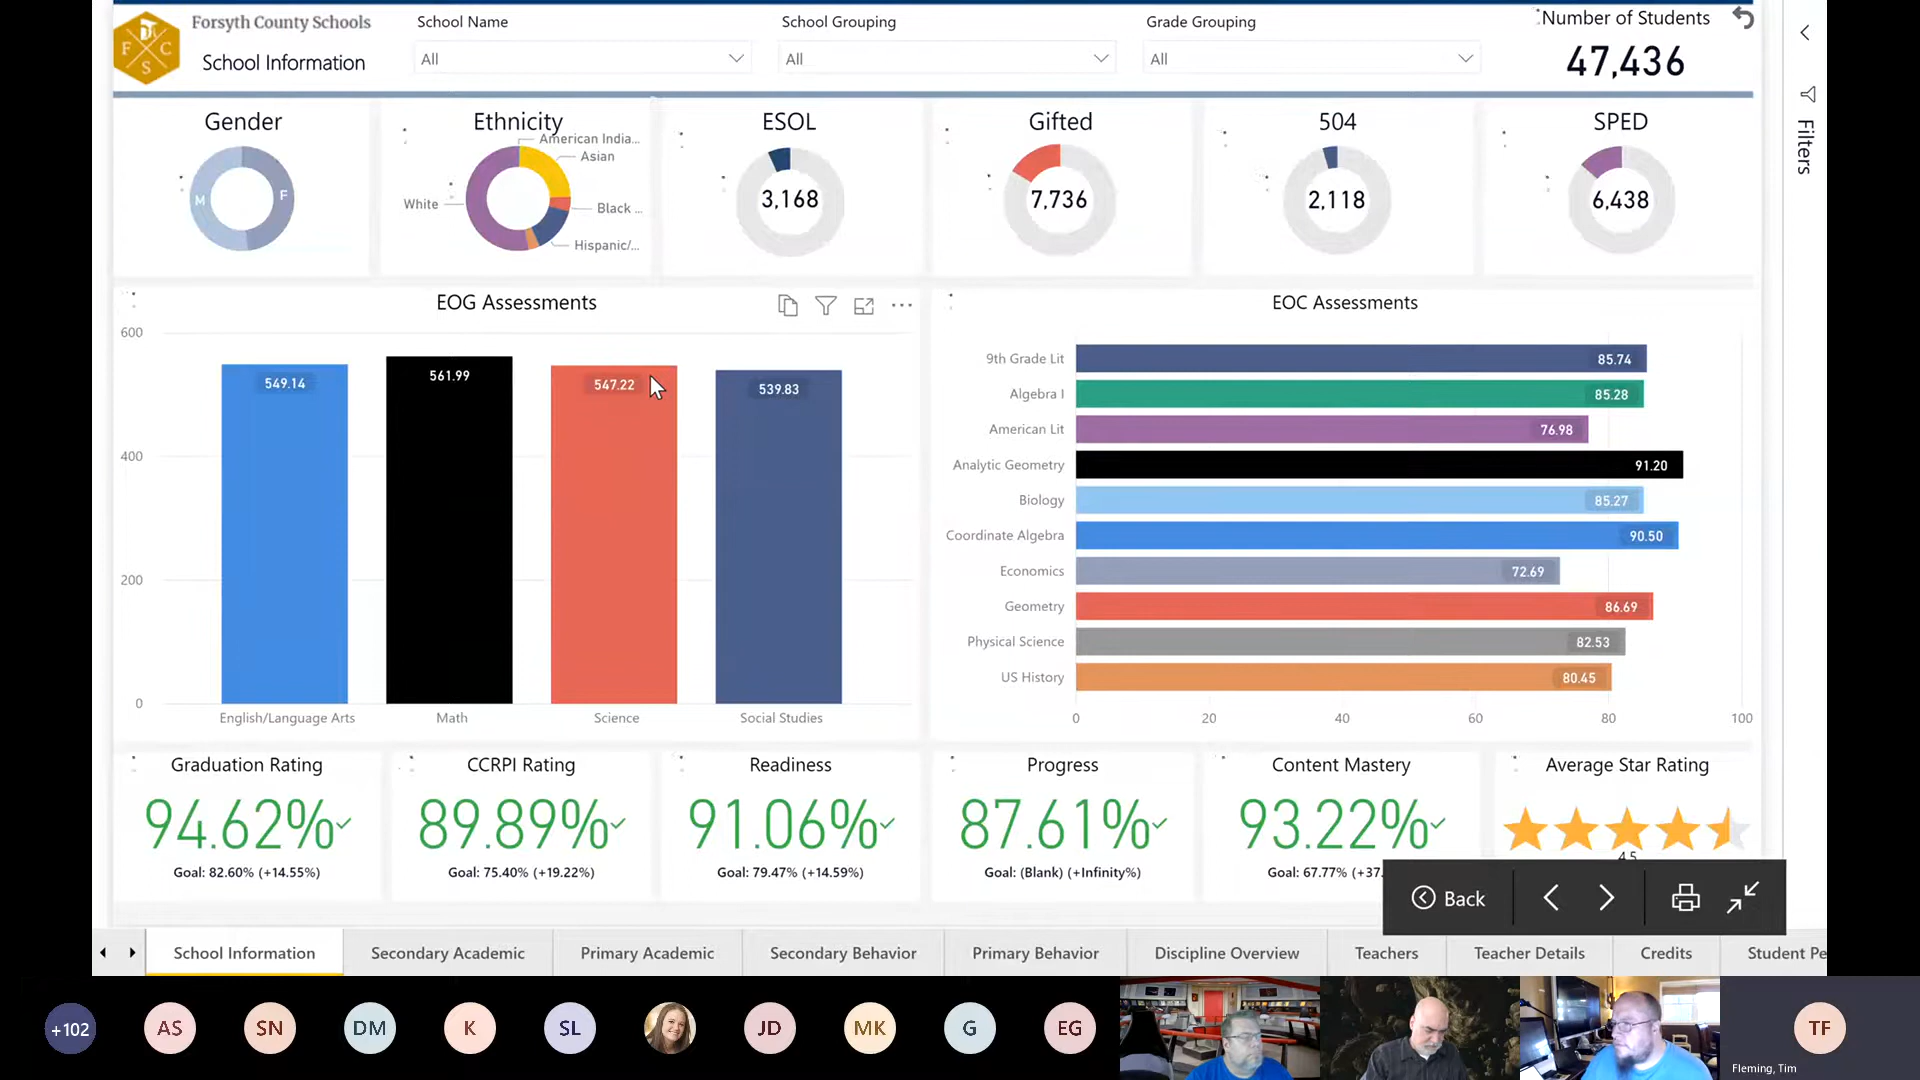 Forsyth County Schools
School Information
F C S
School Name
All
School Grouping
All
Grade Grouping
All
Number of Students
47,436
Filters
Gender
M
F
Ethnicity
American India...
Asian
White
Black ...
Hispanic/...
ESOL
3,168
Gifted
7,736
504
2,118
SPED
6,438
EOG Assessments
600
400
200
0
549.14
561.99
547.22
539.83
English/Language Arts
Math
Science
Social Studies
EOC Assessments
9th Grade Lit
85.74
Algebra I
85.28
American Lit
76.98
Analytic Geometry
91.20
Biology
85.27
Coordinate Algebra
90.50
Economics
72.69
Geometry
86.69
Physical Science
82.53
US History
80.45
0 20 40 60 80 100
Graduation Rating
94.62%
Goal: 82.60% (+14.55%)
CCRPI Rating
89.89%
Goal: 75.40% (+19.22%)
Readiness
91.06%
Goal: 79.47% (+14.59%)
Progress
87.61%
Goal: (Blank) (+Infinity%)
Content Mastery
93.22%
Goal: 67.77% (+37.
Average Star Rating
4.5
Back
School Information
Secondary Academic
Primary Academic
Secondary Behavior
Primary Behavior
Discipline Overview
Teachers
Teacher Details
Credits
Student Pe
+102
AS
SN
DM
K
SL
JD
MK
G
EG
TF
Fleming, Tim